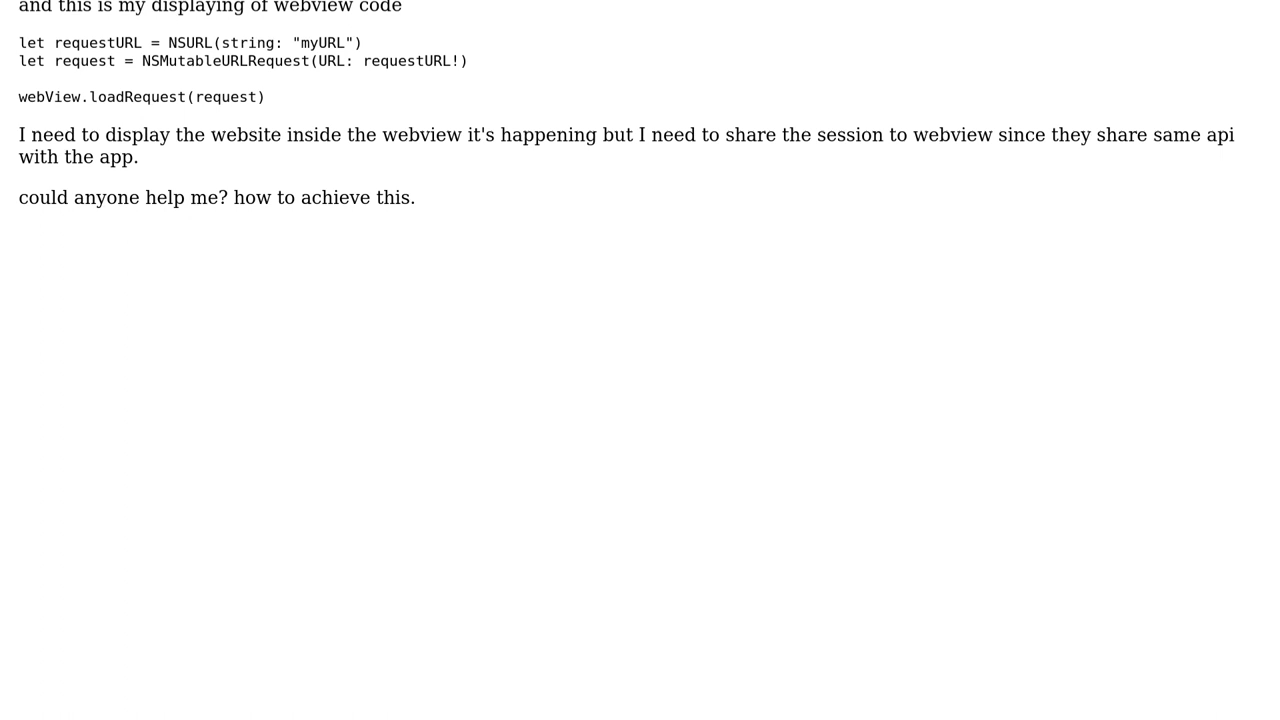 and this is my displaying of webview code
let requestURL = NSURL(string: "myURL")
let request = NSMutableURLRequest(URL: requestURL!)
webView.loadRequest(request)
I need to display the website inside the webview it's happening but I need to share the session to webview since they share same api
with the app.
could anyone help me? how to achieve this.